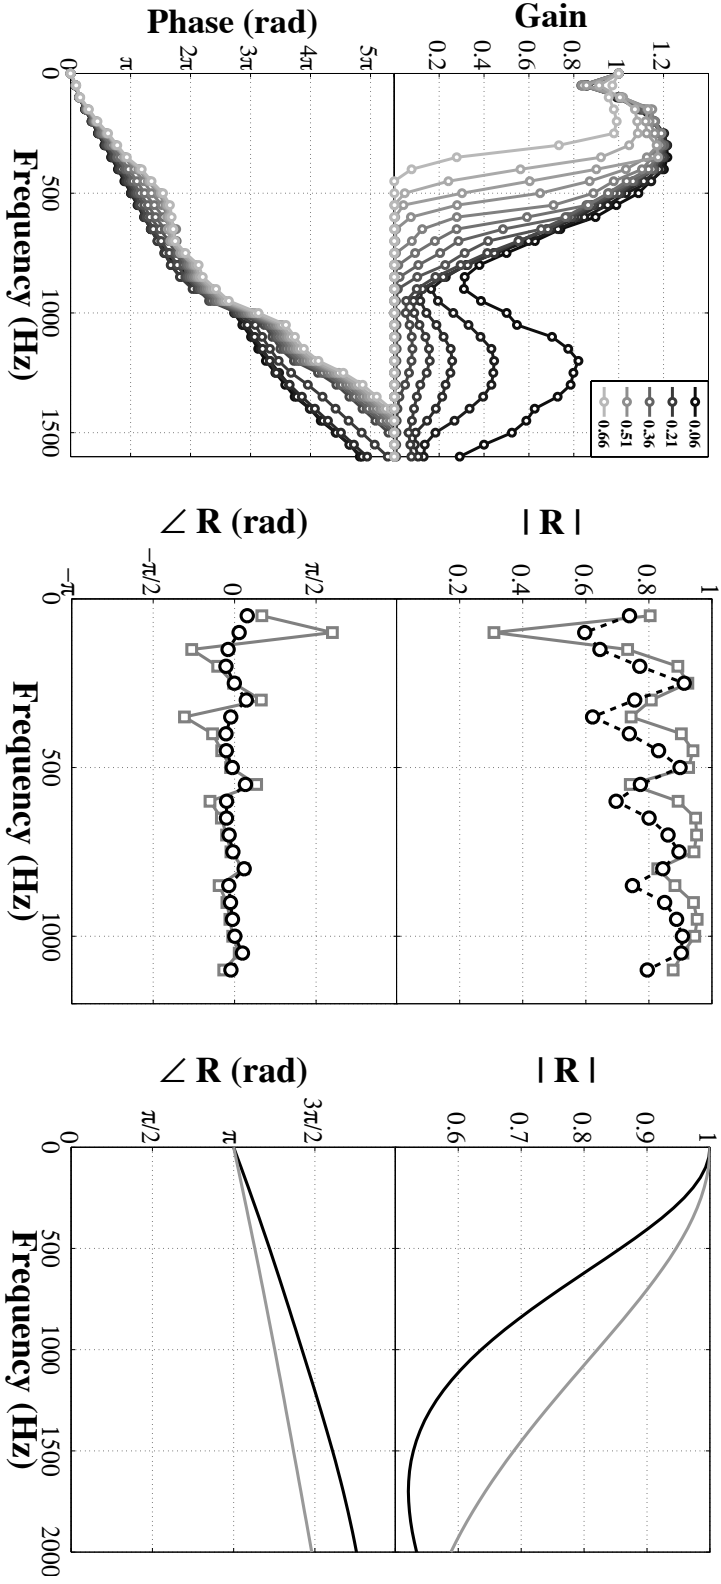 Gain
1.2
1
0.8
0.6
0.4
0.2
0.06
0.21
0.36
0.51
0.66
Phase (rad)
5π
4π
3π
2π
π
0
0 500 1000 1500
Frequency (Hz)
| R |
1
0.8
0.6
0.4
0.2
∠ R (rad)
π/2
0
−π/2
−π
0 500 1000
Frequency (Hz)
| R |
1
0.9
0.8
0.7
0.6
∠ R (rad)
3π/2
π
π/2
0
0 500 1000 1500 2000
Frequency (Hz)